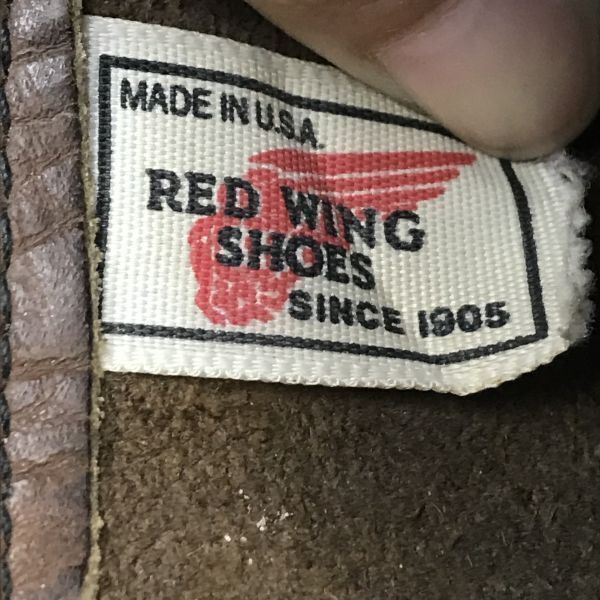 MADE IN U.S.A.
RED WING
SHOES
SINCE 1905